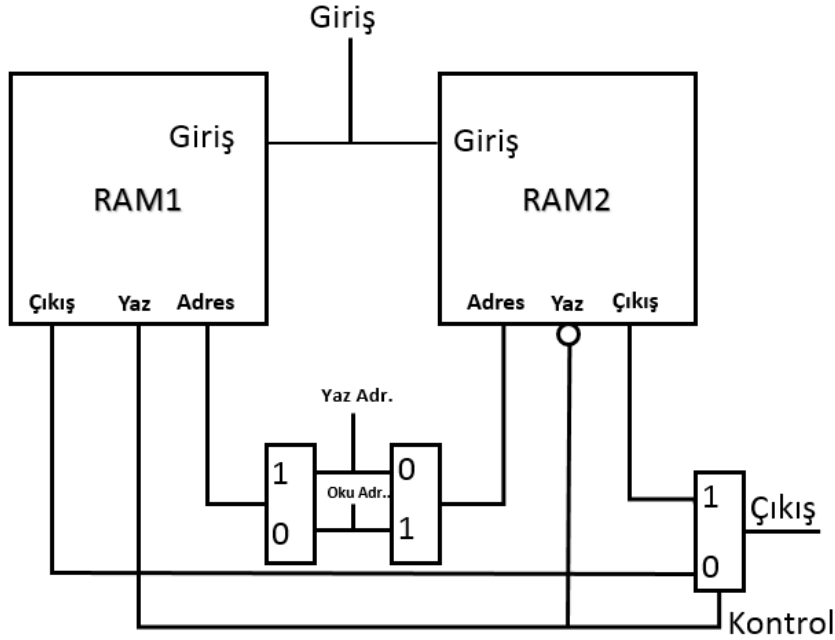 Giriş
Giriş
Giriş
RAM1
RAM2
Çıkış
Yaz
Adres
Adres
Yaz
Çıkış
Yaz Adr.
1
0
Oku Adr..
0
1
1
Çıkış
0
Kontrol